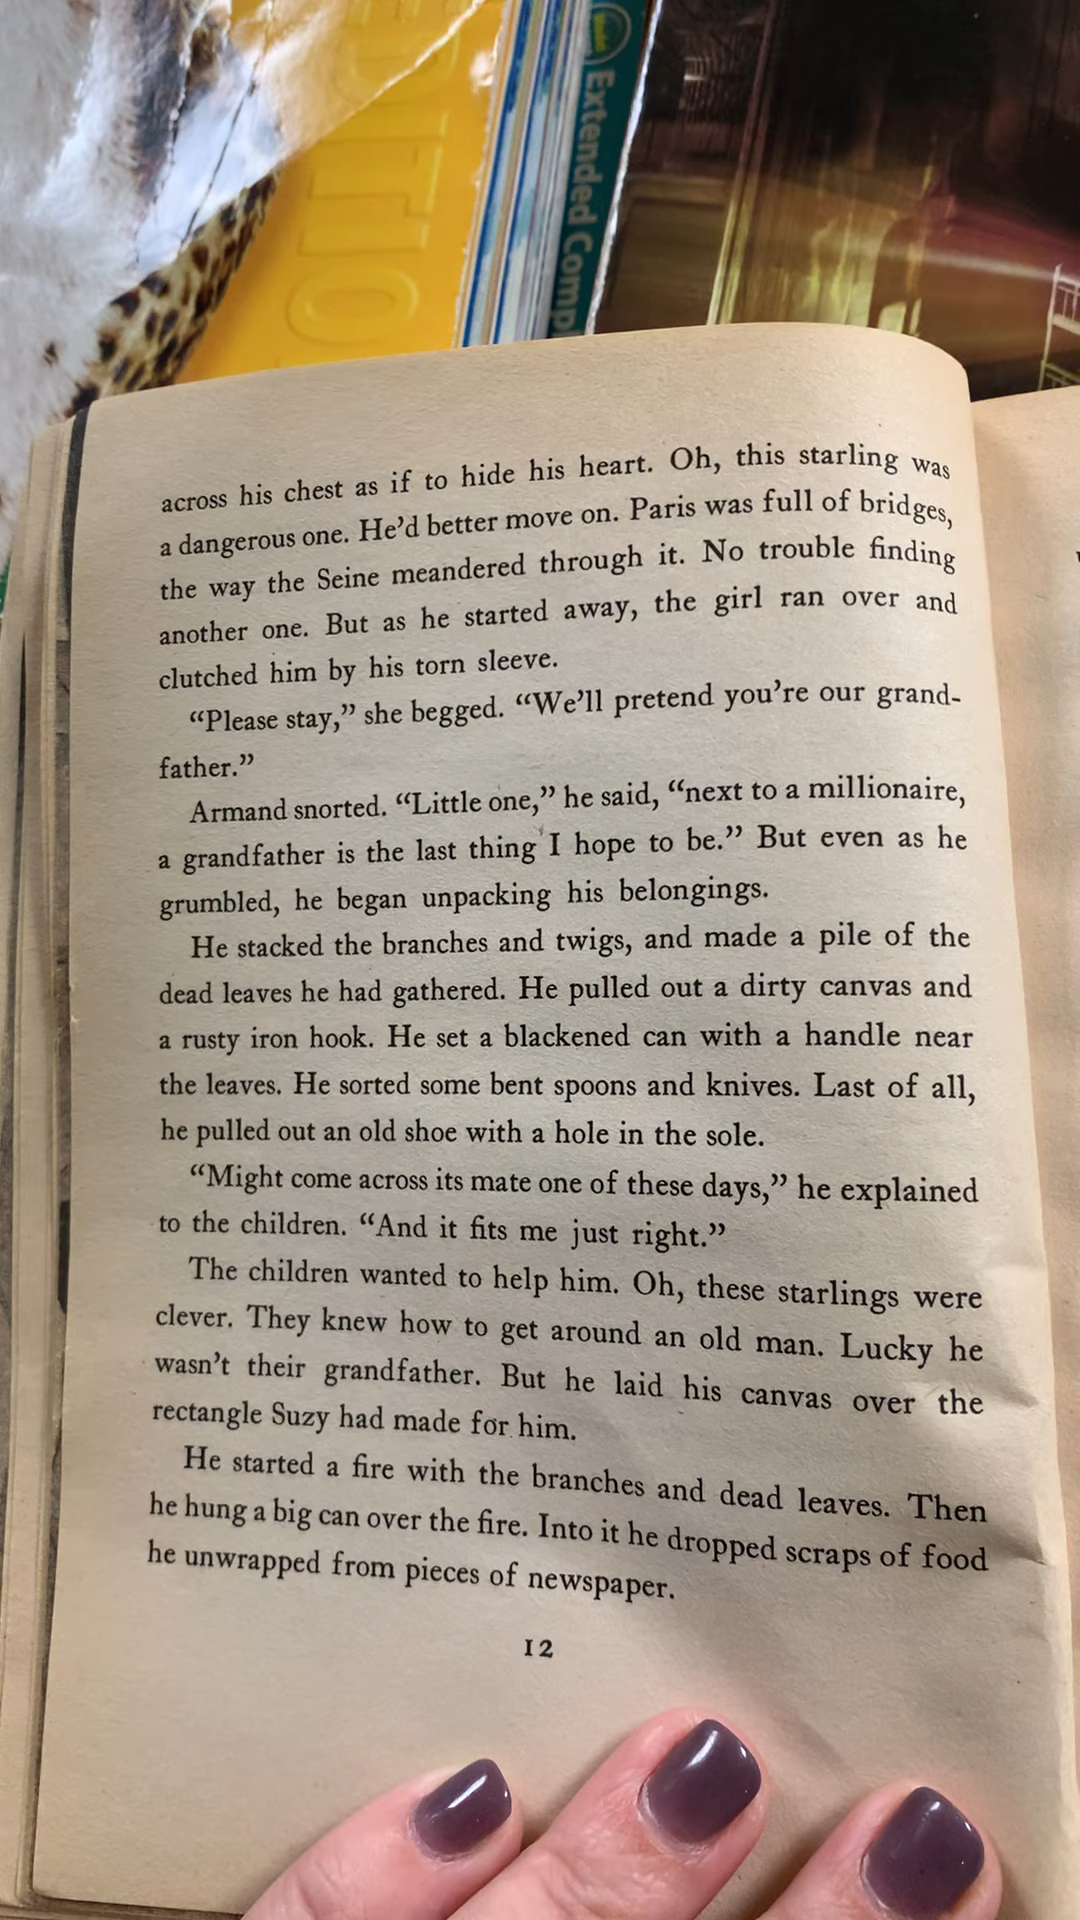 DITIO
Extended Comp
across his chest as if to hide his heart. Oh, this starling was
a dangerous one. He'd better move on. Paris was full of bridges,
the way the Seine meandered through it. No trouble finding
another one. But as he started away, the girl ran over and
clutched him by his torn sleeve.
“Please stay,” she begged. “We'll pretend you're our grand-
father.”
Armand snorted. “Little one,” he said, “next to a millionaire,
a grandfather is the last thing I hope to be.” But even as he
grumbled, he began unpacking his belongings.
He stacked the branches and twigs, and made a pile of the
dead leaves he had gathered. He pulled out a dirty canvas and
a rusty iron hook. He set a blackened can with a handle near
the leaves. He sorted some bent spoons and knives. Last of all,
he pulled out an old shoe with a hole in the sole.
“Might come across its mate one of these days,” he explained
to the children. “And it fits me just right.”
The children wanted to help him. Oh, these starlings were
clever. They knew how to get around an old man. Lucky he
wasn't their grandfather. But he laid his canvas over the
rectangle Suzy had made for him.
He started a fire with the branches and dead leaves. Then
he hung a big can over the fire. Into it he dropped scraps of food
he unwrapped from pieces of newspaper.
12